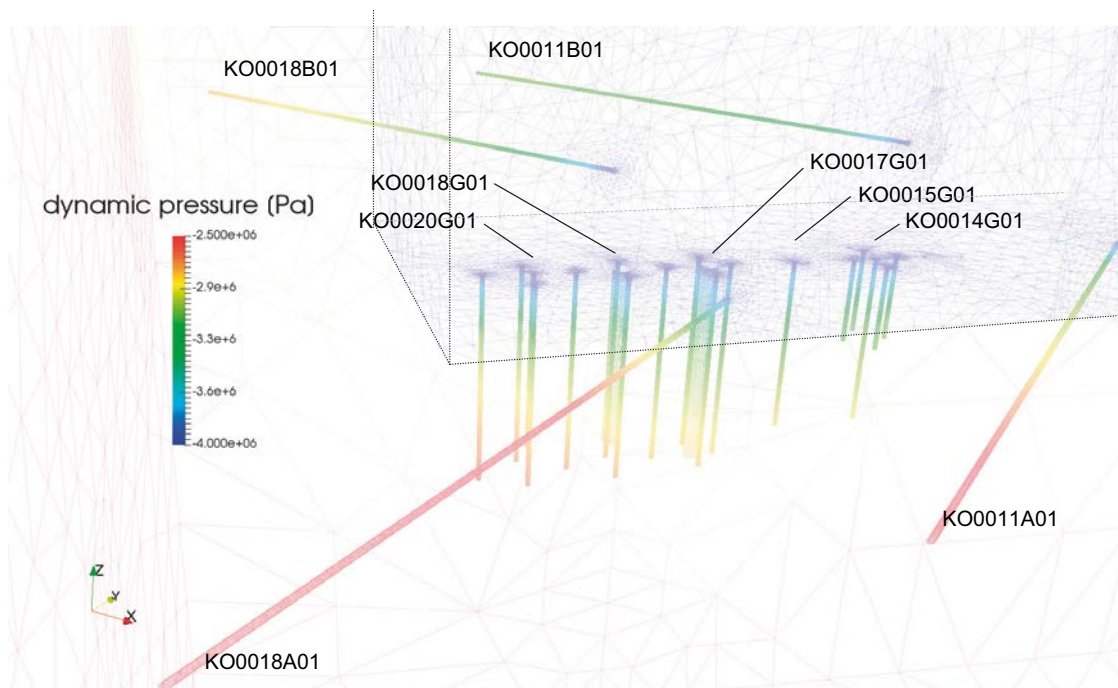 KO0011B01
KO0018B01
KO0017G01
KO0018G01
KO0015G01
dynamic pressure (Pa)
KO0020G01
KO0014G01
-2.500e+06
-2.9e+6
-3.3e+6
-3.6e+6
-4.000e+06
KO0011A01
Z
Y
X
KO0018A01